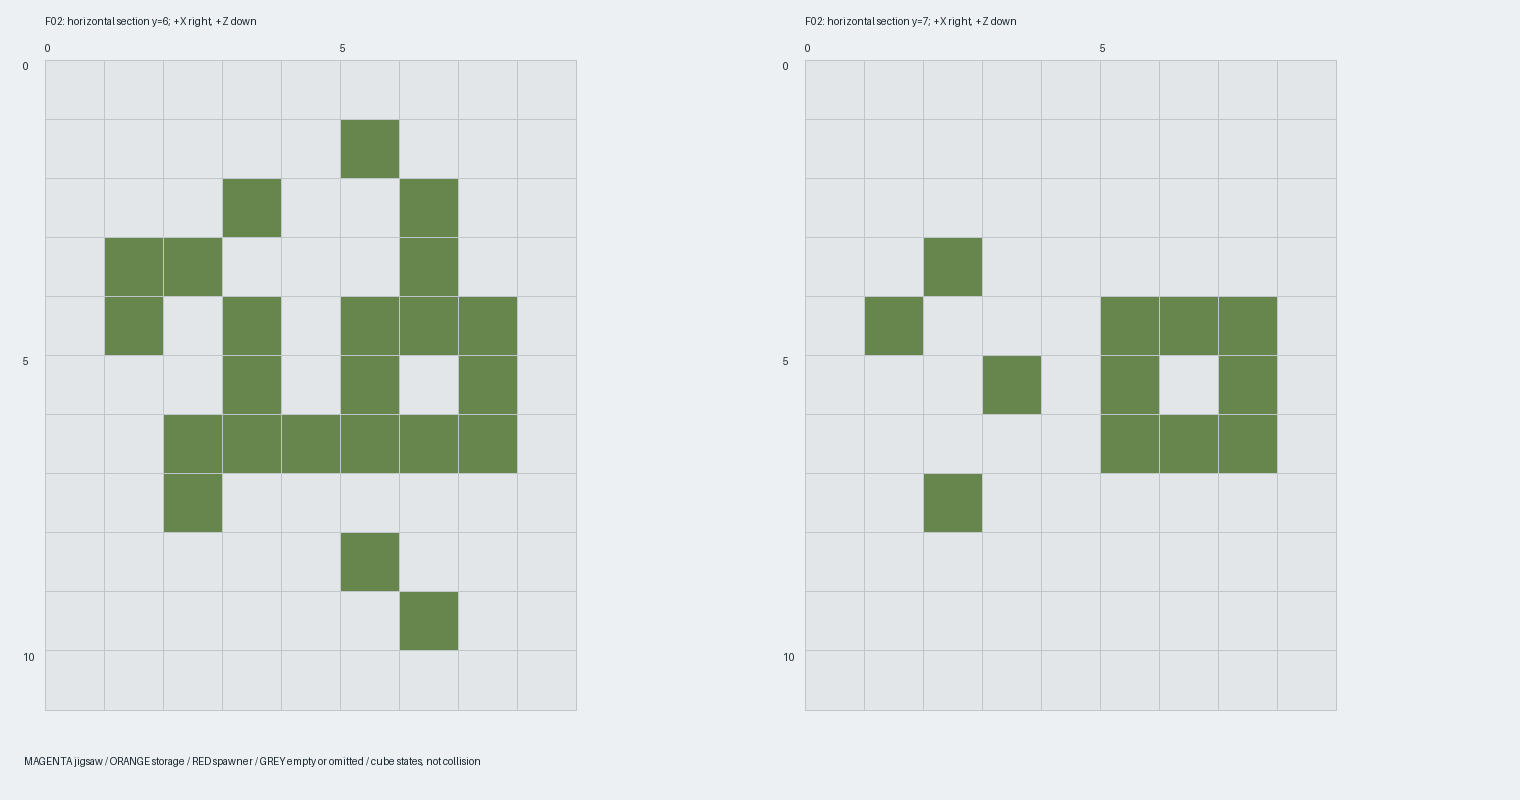 F02: horizontal section y=6; +X right, +Z down
0 5
0
5
10
F02: horizontal section y=7; +X right, +Z down
0 5
0
5
10
MAGENTA jigsaw / ORANGE storage / RED spawner / GREY empty or omitted / cube states, not collision